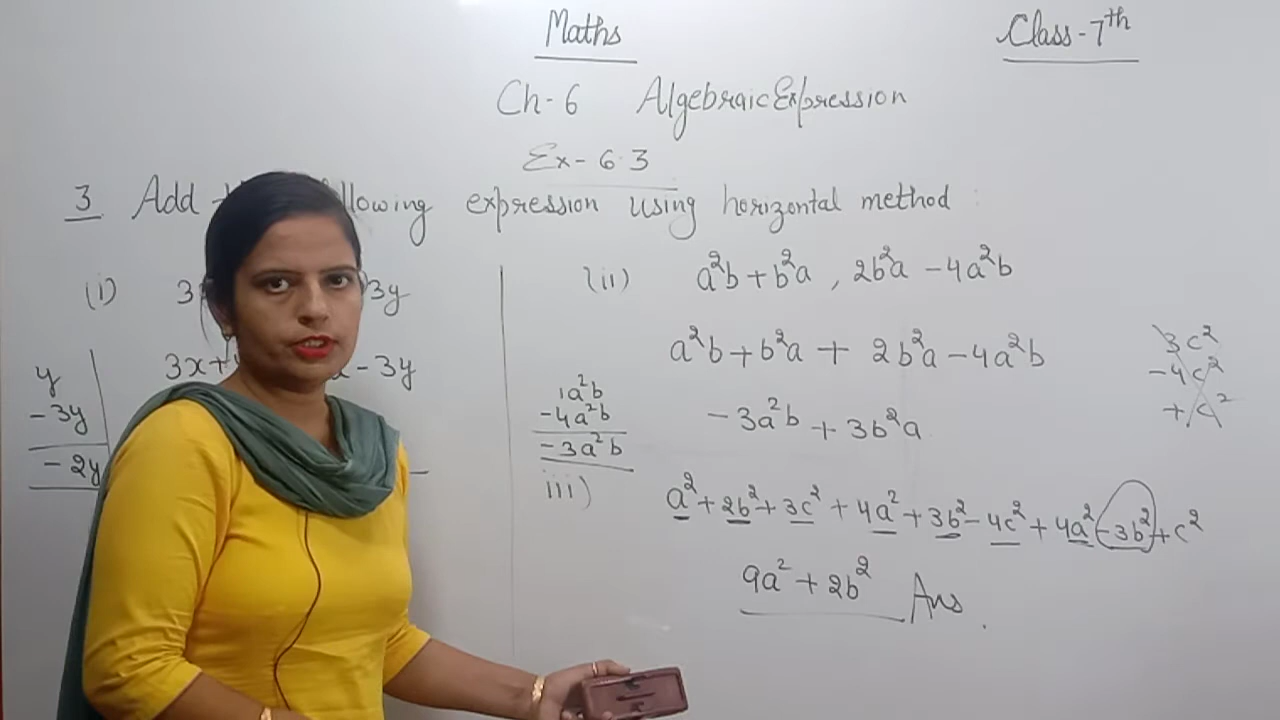 Maths
Class-7th
Ch-6 Algebraic Expression
Ex-6.3
3. Add following expression using horizontal method :
(i) 3 3y
3x+ - 3y
y
- 3y
- 2y
(ii) a²b + b²a , 2b²a - 4a²b
a²b + b²a + 2b²a - 4a²b
1a²b
- 4a²b
- 3a²b
- 3a²b + 3b²a
3c²
- 4c²
+ c²
iii) a² + 2b² + 3c² + 4a² + 3b² - 4c² + 4a² - 3b² + c²
9a² + 2b² Ans.